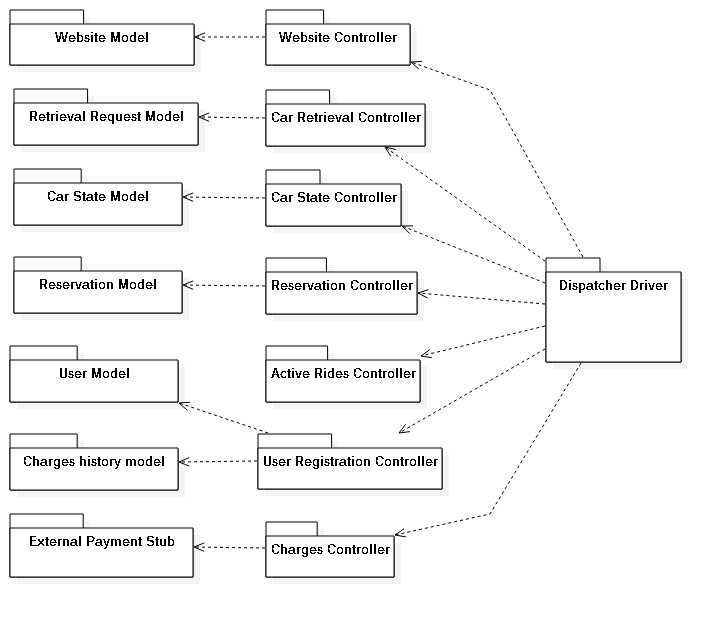 Website Model
Website Controller
Retrieval Request Model
Car Retrieval Controller
Car State Model
Car State Controller
Reservation Model
Reservation Controller
Dispatcher Driver
User Model
Active Rides Controller
Charges history model
User Registration Controller
External Payment Stub
Charges Controller